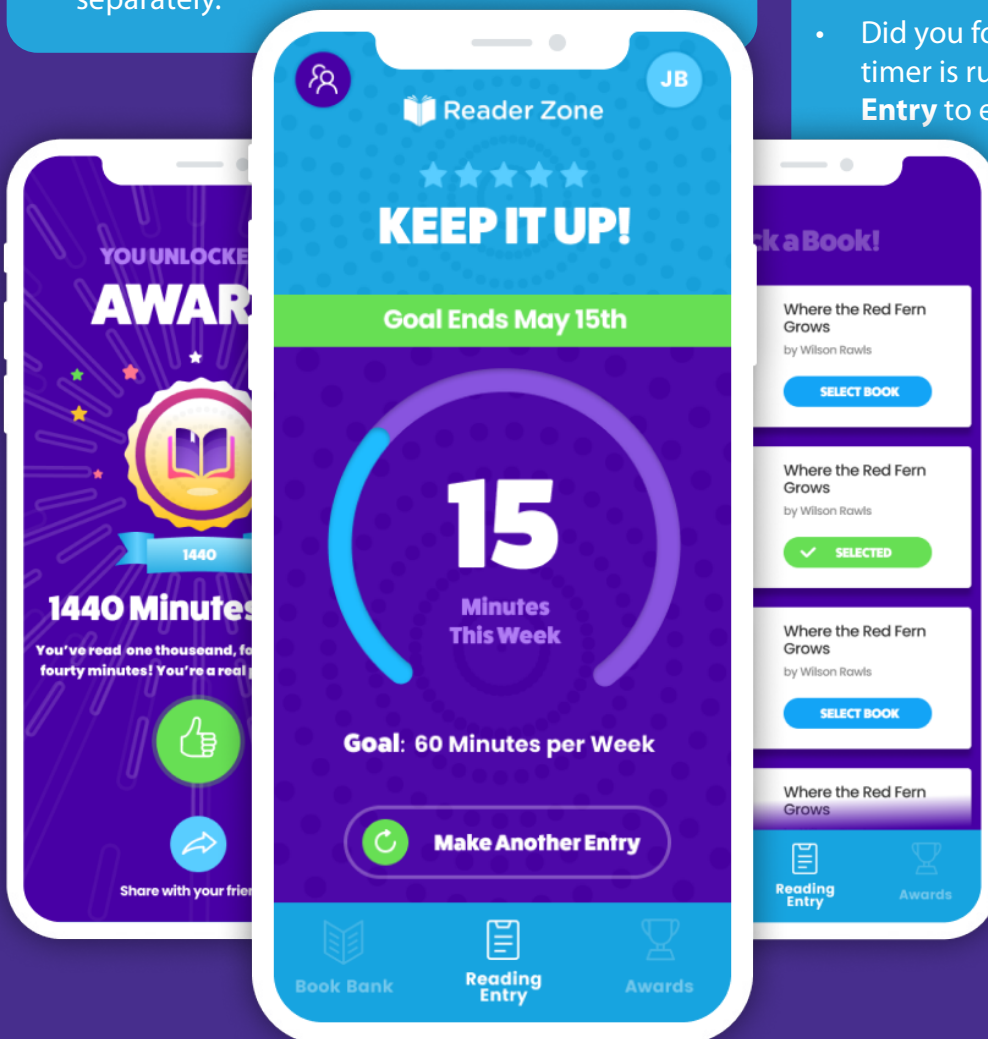 separately.
Did you fo
timer is ru
Entry to e
YOU UNLOCKE
AWAR
1440
1440 Minutes
You've read one thouseand, fo
fourty minutes! You're a real
Share with your frien
JB
Reader Zone
KEEP IT UP!
Goal Ends May 15th
15
Minutes
This Week
Goal: 60 Minutes per Week
Make Another Entry
Book Bank
Reading
Entry
Awards
ck a Book!
Where the Red Fern
Grows
by Wilson Rawls
SELECT BOOK
Where the Red Fern
Grows
by Wilson Rawls
SELECTED
Where the Red Fern
Grows
by Wilson Rawls
SELECT BOOK
Where the Red Fern
Grows
Reading
Entry
Awards